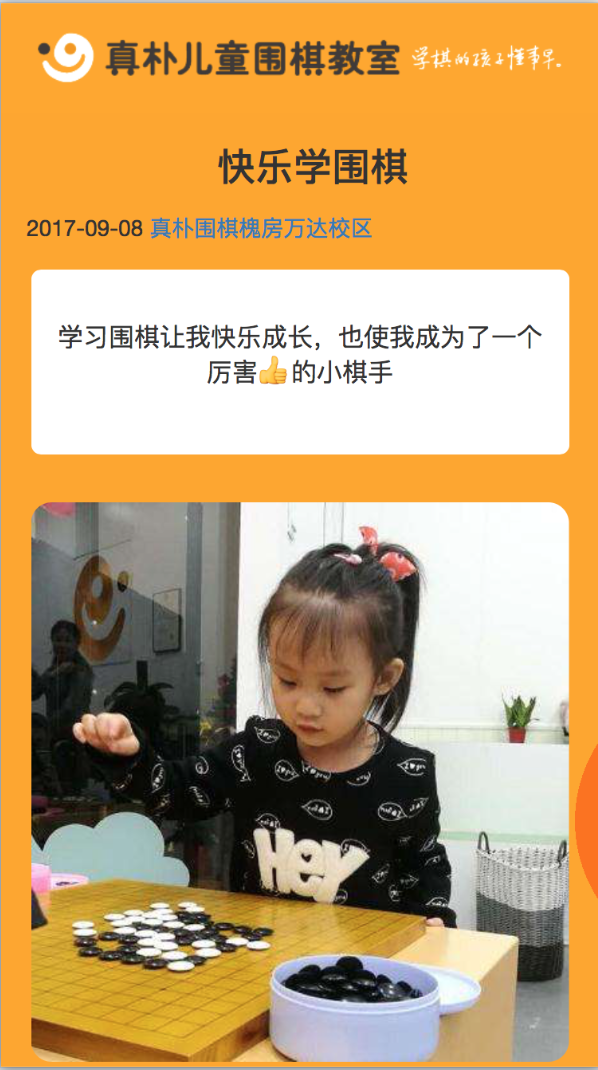 真朴儿童围棋教室 学棋的孩子懂事早。
快乐学围棋
2017-09-08 真朴围棋槐房万达校区
学习围棋让我快乐成长，也使我成为了一个
厉害👍的小棋手
Hey